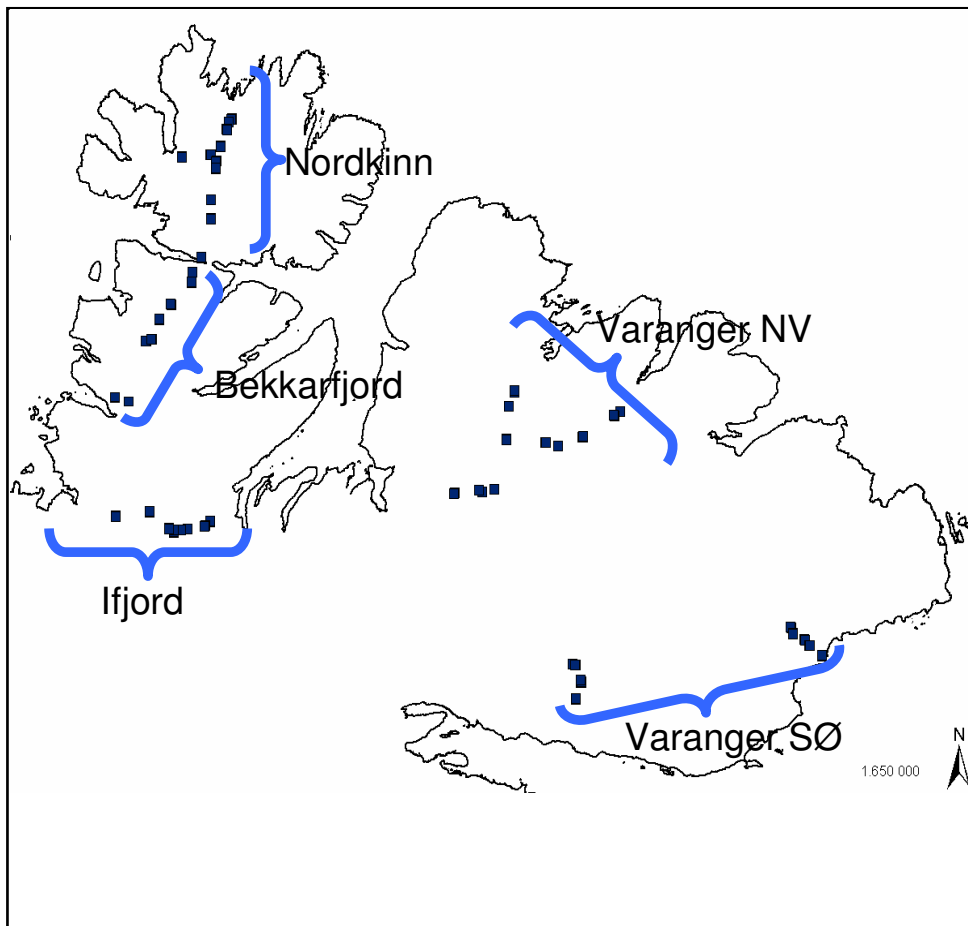 Nordkinn
Varanger NV
Bekkarfjord
Ifjord
Varanger SØ
N
1:650 000